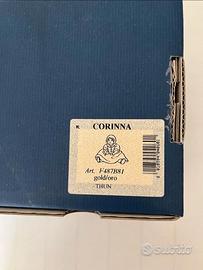 CORINNA
Art. F487B81
gold/oro
THUN
subito